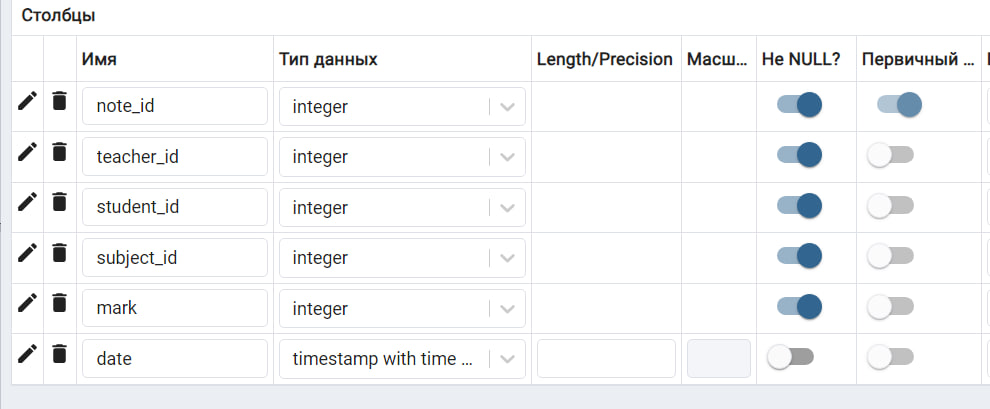 Столбцы
Имя Тип данных Length/Precision Масш... Не NULL? Первичный ...
note_id integer
teacher_id integer
student_id integer
subject_id integer
mark integer
date timestamp with time ...